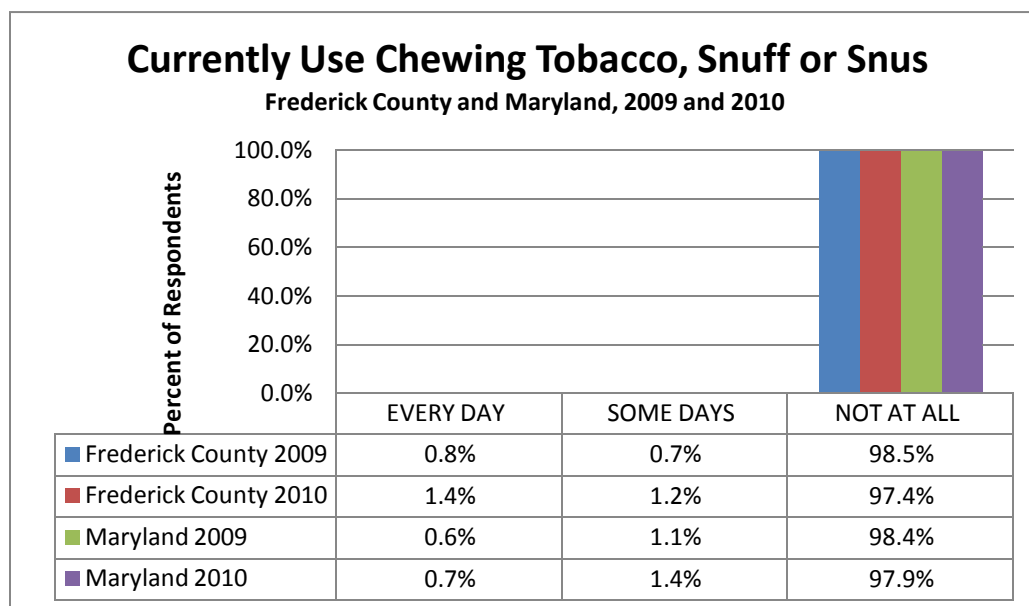 Currently Use Chewing Tobacco, Snuff or Snus
Frederick County and Maryland, 2009 and 2010
Percent of Respondents
100.0%
80.0%
60.0%
40.0%
20.0%
0.0%
EVERY DAY SOME DAYS NOT AT ALL
Frederick County 2009 0.8% 0.7% 98.5%
Frederick County 2010 1.4% 1.2% 97.4%
Maryland 2009 0.6% 1.1% 98.4%
Maryland 2010 0.7% 1.4% 97.9%